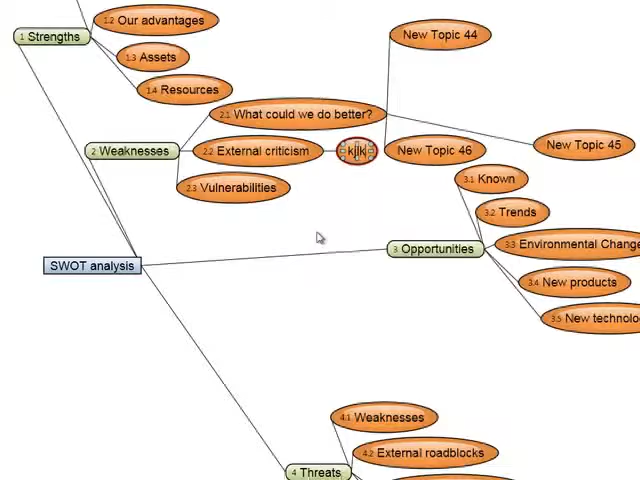 1.2 Our advantages
1 Strengths
1.3 Assets
1.4 Resources
New Topic 44
2.1 What could we do better?
2 Weaknesses
2.2 External criticism
New Topic 46
New Topic 45
2.3 Vulnerabilities
3.1 Known
3.2 Trends
3 Opportunities
3.3 Environmental Change
SWOT analysis
3.4 New products
3.5 New technolo
4.1 Weaknesses
4.2 External roadblocks
4 Threats